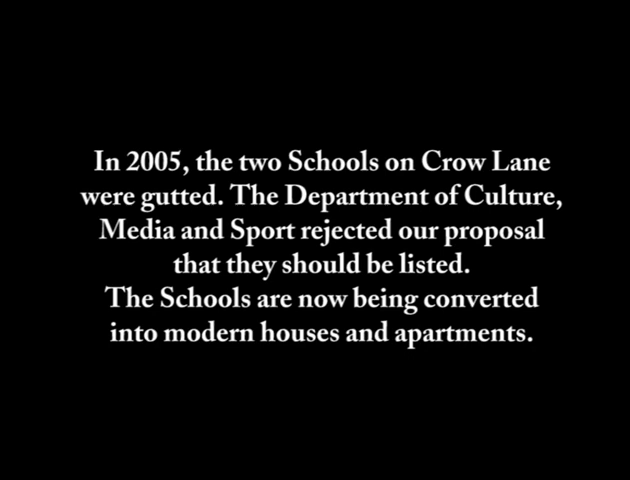 In 2005, the two Schools on Crow Lane
were gutted. The Department of Culture,
Media and Sport rejected our proposal
that they should be listed.
The Schools are now being converted
into modern houses and apartments.